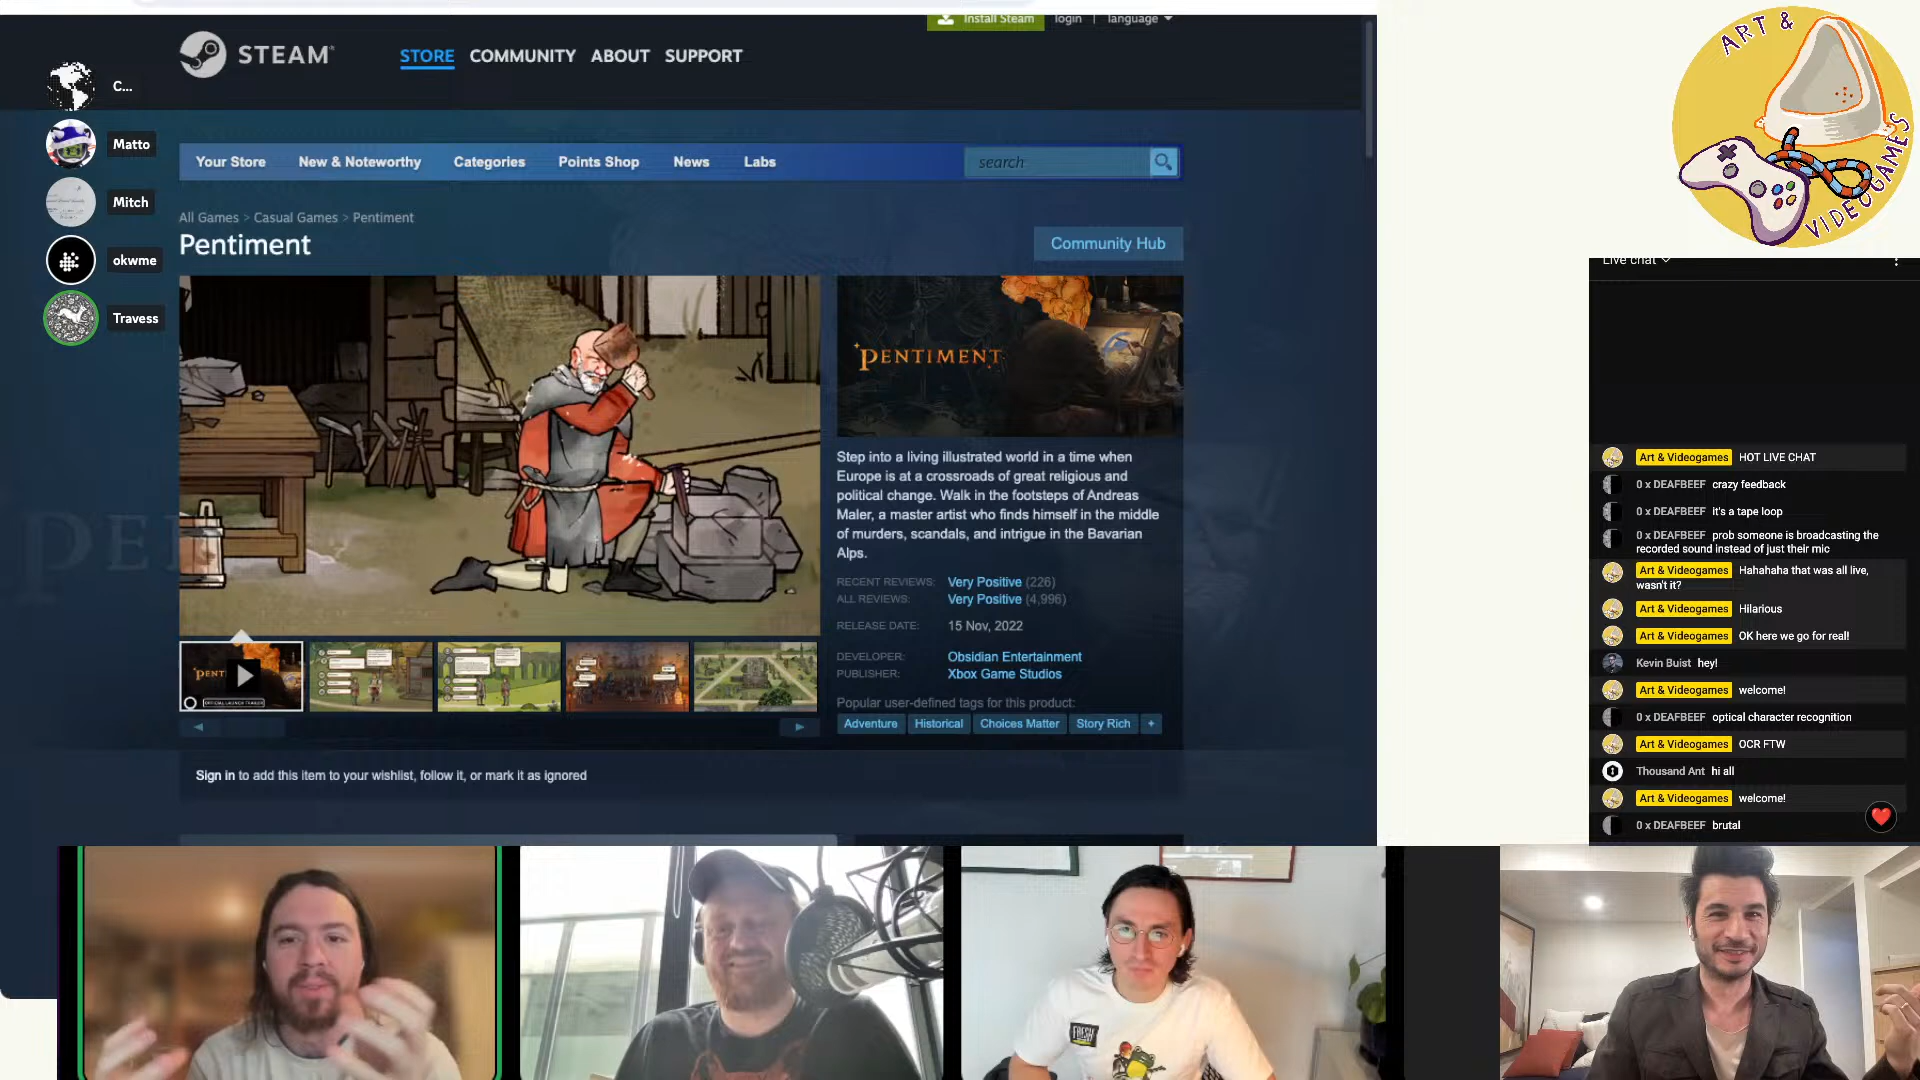 Install Steam
login
|
language
STEAM
STORE
COMMUNITY
ABOUT
SUPPORT
C...
Matto
Mitch
okwme
Travess
Your Store
New & Noteworthy
Categories
Points Shop
News
Labs
search
All Games > Casual Games > Pentiment
Pentiment
Community Hub
PENTIMENT
Step into a living illustrated world in a time when
Europe is at a crossroads of great religious and
political change. Walk in the footsteps of Andreas
Maler, a master artist who finds himself in the middle
of murders, scandals, and intrigue in the Bavarian
Alps.
RECENT REVIEWS: Very Positive (226)
ALL REVIEWS: Very Positive (4,996)
RELEASE DATE: 15 Nov, 2022
DEVELOPER: Obsidian Entertainment
PUBLISHER: Xbox Game Studios
Popular user-defined tags for this product:
Adventure
Historical
Choices Matter
Story Rich
+
PENT
OFFICIAL LAUNCH TRAILER
Sign in to add this item to your wishlist, follow it, or mark it as ignored
ART &
VIDEOGAMES
Live chat
Art & Videogames HOT LIVE CHAT
0 x DEAFBEEF crazy feedback
0 x DEAFBEEF it's a tape loop
0 x DEAFBEEF prob someone is broadcasting the
recorded sound instead of just their mic
Art & Videogames Hahahaha that was all live,
wasn't it?
Art & Videogames Hilarious
Art & Videogames OK here we go for real!
Kevin Buist hey!
Art & Videogames welcome!
0 x DEAFBEEF optical character recognition
Art & Videogames OCR FTW
Thousand Ant hi all
Art & Videogames welcome!
0 x DEAFBEEF brutal
FRESH